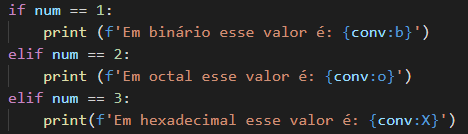 if num == 1:
    print (f'Em binário esse valor é: {conv:b}')
elif num == 2:
    print (f'Em octal esse valor é: {conv:o}')
elif num == 3:
    print(f'Em hexadecimal esse valor é: {conv:X}')